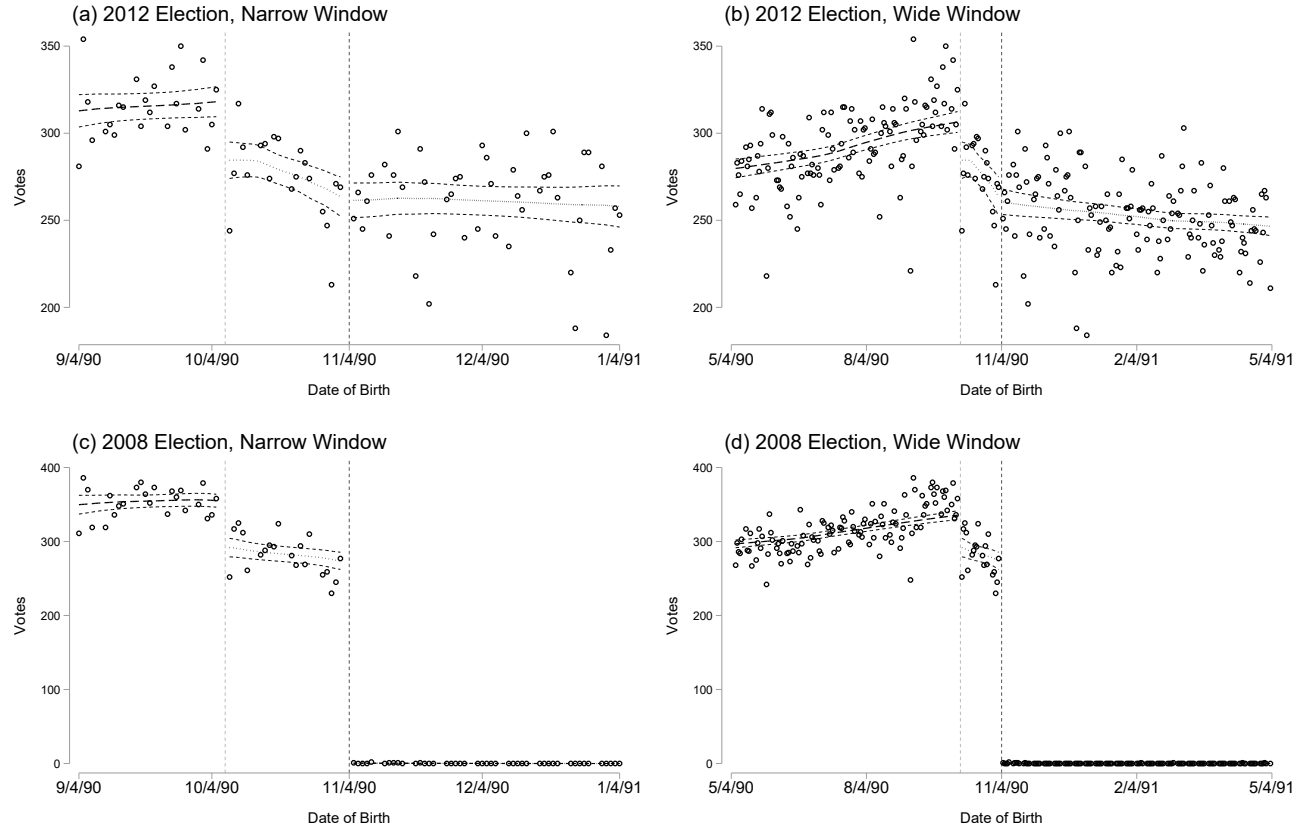 (a) 2012 Election, Narrow Window
350
300
250
200
Votes
9/4/90 10/4/90 11/4/90 12/4/90 1/4/91
Date of Birth
(b) 2012 Election, Wide Window
350
300
250
200
Votes
5/4/90 8/4/90 11/4/90 2/4/91 5/4/91
Date of Birth
(c) 2008 Election, Narrow Window
400
300
200
100
0
Votes
9/4/90 10/4/90 11/4/90 12/4/90 1/4/91
Date of Birth
(d) 2008 Election, Wide Window
400
300
200
100
0
Votes
5/4/90 8/4/90 11/4/90 2/4/91 5/4/91
Date of Birth